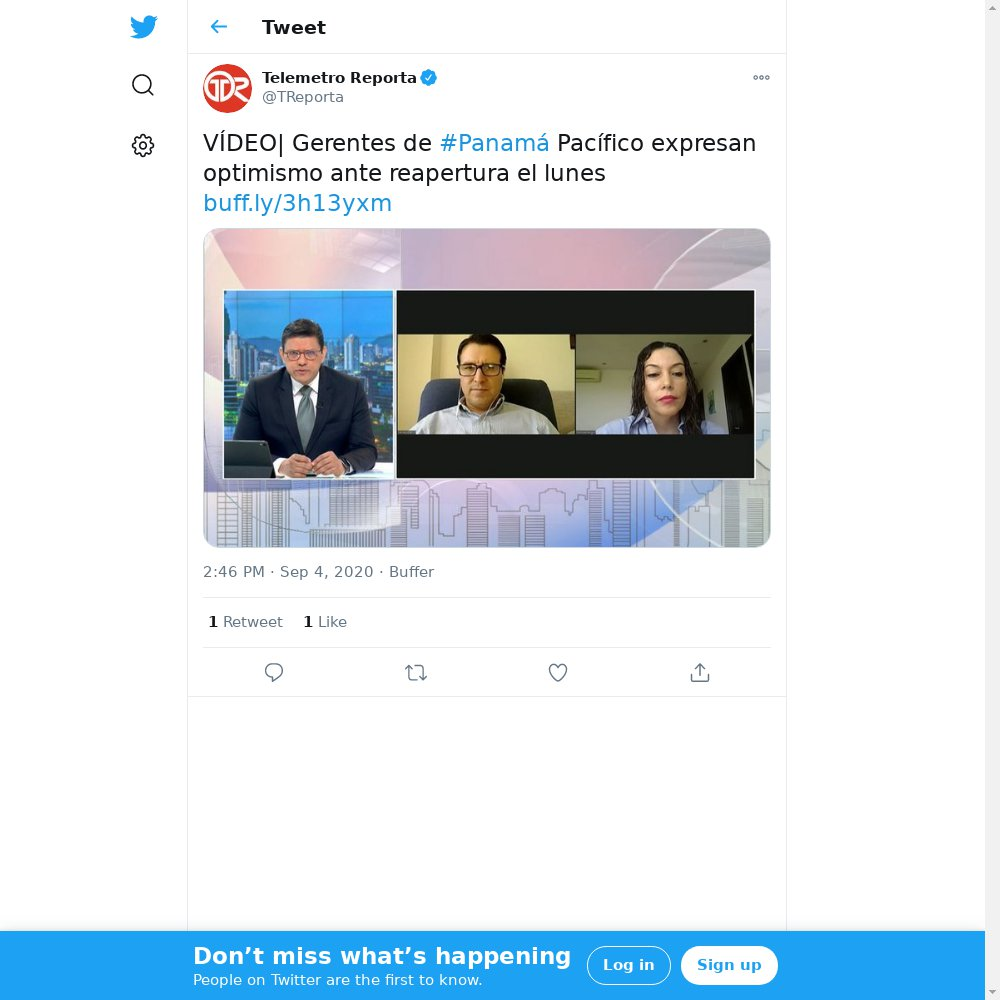 Tweet
Telemetro Reporta
@TReporta
VÍDEO| Gerentes de #Panamá Pacífico expresan
optimismo ante reapertura el lunes
buff.ly/3h13yxm
2:46 PM · Sep 4, 2020 · Buffer
1 Retweet 1 Like
Don’t miss what’s happening
People on Twitter are the first to know.
Log in
Sign up